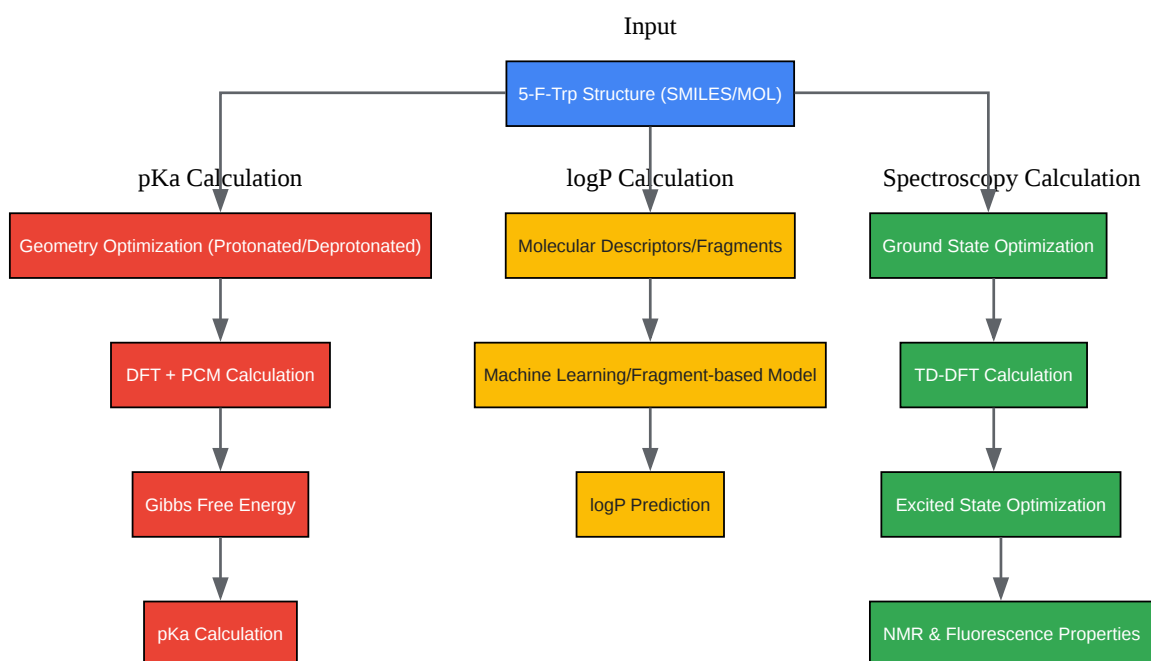 Input
5-F-Trp Structure (SMILES/MOL)
pKa Calculation
logP Calculation
Spectroscopy Calculation
Geometry Optimization (Protonated/Deprotonated)
Molecular Descriptors/Fragments
Ground State Optimization
DFT + PCM Calculation
Machine Learning/Fragment-based Model
TD-DFT Calculation
Gibbs Free Energy
logP Prediction
Excited State Optimization
pKa Calculation
NMR & Fluorescence Properties